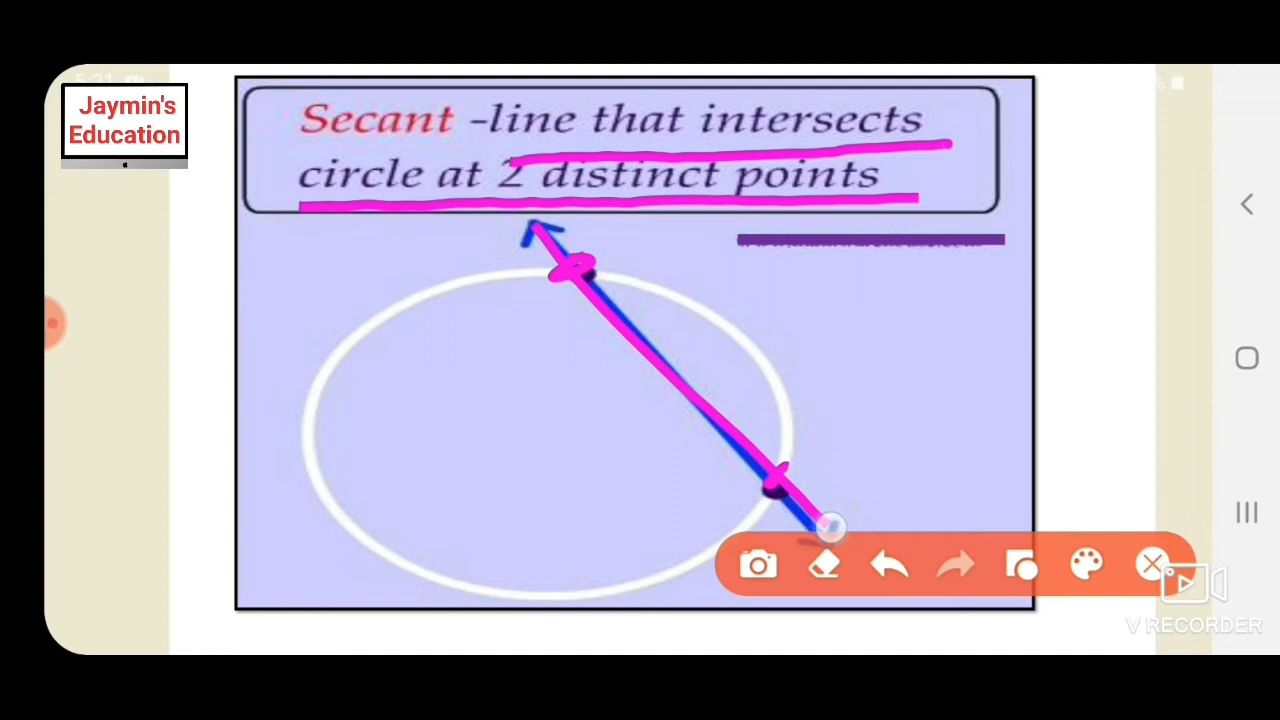 Jaymin's
Education
Secant -line that intersects
circle at 2 distinct points
V RECORDER